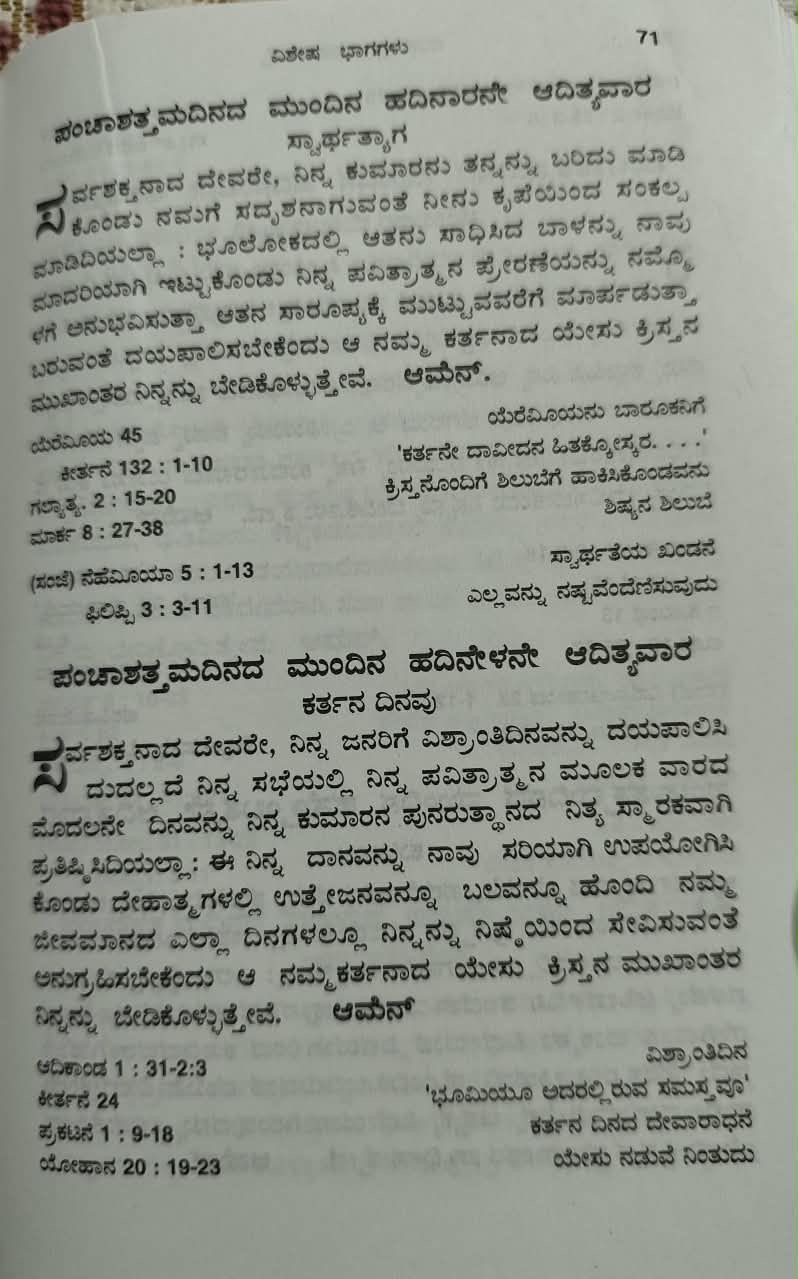 ವಿಶೇಷ ಭಾಗಗಳು 71
ಪಂಚಾಶತ್ತಮದಿನದ ಮುಂದಿನ ಹದಿನಾರನೇ ಆದಿತ್ಯವಾರ
ಸ್ವಾರ್ಥತ್ಯಾಗ
ಸರ್ವಶಕ್ತನಾದ ದೇವರೇ, ನಿನ್ನ ಕುಮಾರನು ತನ್ನನ್ನು ಬರಿದು ಮಾಡಿ
ಕೊಂಡು ನಮಗೆ ಸದೃಶನಾಗುವಂತೆ ನೀನು ಕೃಪೆಯಿಂದ ಸಂಕಲ್ಪ
ಮಾಡಿದಿಯಲ್ಲಾ : ಭೂಲೋಕದಲ್ಲಿ ಆತನು ಸಾಧಿಸಿದ ಬಾಳನ್ನು ನಾವು
ಮಾದರಿಯಾಗಿ ಇಟ್ಟುಕೊಂಡು ನಿನ್ನ ಪವಿತ್ರಾತ್ಮನ ಪ್ರೇರಣೆಯನ್ನು ನಮ್ಮೊ
ಳಗೆ ಅನುಭವಿಸುತ್ತಾ ಆತನ ಸಾರೂಪ್ಯಕ್ಕೆ ಮುಟ್ಟುವವರೆಗೆ ಮಾರ್ಪಡುತ್ತಾ
ಬರುವಂತೆ ದಯಪಾಲಿಸಬೇಕೆಂದು ಆ ನಮ್ಮ ಕರ್ತನಾದ ಯೇಸು ಕ್ರಿಸ್ತನ
ಮುಖಾಂತರ ನಿನ್ನನ್ನು ಬೇಡಿಕೊಳ್ಳುತ್ತೇವೆ. ಆಮೆನ್.
ಯೆರೆಮಿಯ 45 ಯೆರೆಮಿಯನು ಬಾರೂಕನಿಗೆ
ಕೀರ್ತನೆ 132 : 1-10 'ಕರ್ತನೇ ದಾವೀದನ ಹಿತಕ್ಕೋಸ್ಕರ. . . .'
ಗಲ್ಯಾತ್ಯ. 2 : 15-20 ಕ್ರಿಸ್ತನೊಂದಿಗೆ ಶಿಲುಬೆಗೆ ಹಾಕಿಸಿಕೊಂಡವನು
ಮಾರ್ಕ 8 : 27-38 ಶಿಷ್ಯನ ಶಿಲುಬೆ
(ಸಂಜೆ) ನೆಹೆಮಿಯಾ 5 : 1-13 ಸ್ವಾರ್ಥತೆಯ ಖಂಡನೆ
ಫಿಲಿಪ್ಪಿ 3 : 3-11 ಎಲ್ಲವನ್ನು ನಷ್ಟವೆಂದೆಣಿಸುವುದು
ಪಂಚಾಶತ್ತಮದಿನದ ಮುಂದಿನ ಹದಿನೇಳನೇ ಆದಿತ್ಯವಾರ
ಕರ್ತನ ದಿನವು
ಸರ್ವಶಕ್ತನಾದ ದೇವರೇ, ನಿನ್ನ ಜನರಿಗೆ ವಿಶ್ರಾಂತಿದಿನವನ್ನು ದಯಪಾಲಿಸಿ
ದುದಲ್ಲದೆ ನಿನ್ನ ಸಭೆಯಲ್ಲಿ ನಿನ್ನ ಪವಿತ್ರಾತ್ಮನ ಮೂಲಕ ವಾರದ
ಮೊದಲನೇ ದಿನವನ್ನು ನಿನ್ನ ಕುಮಾರನ ಪುನರುತ್ಥಾನದ ನಿತ್ಯ ಸ್ಮಾರಕವಾಗಿ
ಪ್ರತಿಷ್ಠಿಸಿದಿಯಲ್ಲಾ: ಈ ನಿನ್ನ ದಾನವನ್ನು ನಾವು ಸರಿಯಾಗಿ ಉಪಯೋಗಿಸಿ
ಕೊಂಡು ದೇಹಾತ್ಮಗಳಲ್ಲಿ ಉತ್ತೇಜನವನ್ನೂ ಬಲವನ್ನೂ ಹೊಂದಿ ನಮ್ಮ
ಜೀವಮಾನದ ಎಲ್ಲಾ ದಿನಗಳಲ್ಲೂ ನಿನ್ನನ್ನು ನಿಷ್ಠೆಯಿಂದ ಸೇವಿಸುವಂತೆ
ಅನುಗ್ರಹಿಸಬೇಕೆಂದು ಆ ನಮ್ಮಕರ್ತನಾದ ಯೇಸು ಕ್ರಿಸ್ತನ ಮುಖಾಂತರ
ನಿನ್ನನ್ನು ಬೇಡಿಕೊಳ್ಳುತ್ತೇವೆ. ಆಮೆನ್
ಆದಿಕಾಂಡ 1 : 31-2:3 ವಿಶ್ರಾಂತಿದಿನ
ಕೀರ್ತನೆ 24 'ಭೂಮಿಯೂ ಅದರಲ್ಲಿರುವ ಸಮಸ್ತವೂ'
ಪ್ರಕಟನೆ 1 : 9-18 ಕರ್ತನ ದಿನದ ದೇವಾರಾಧನೆ
ಯೋಹಾನ 20 : 19-23 ಯೇಸು ನಡುವೆ ನಿಂತುದು